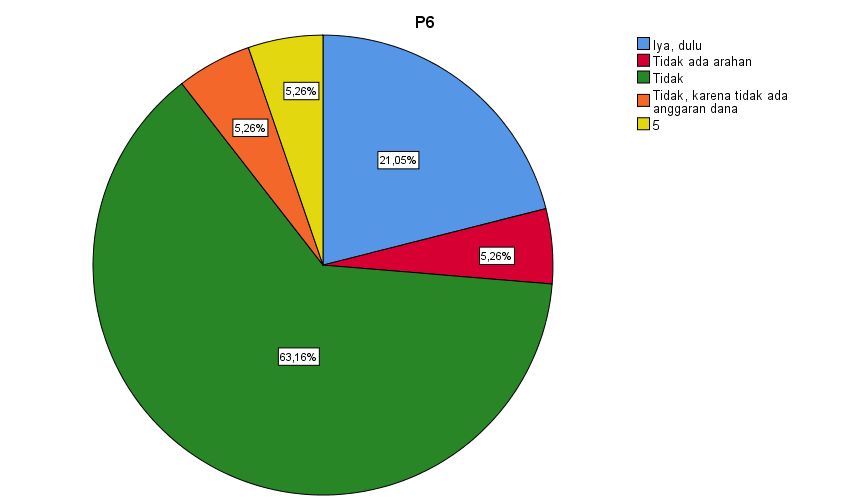 P6
Iya, dulu
Tidak ada arahan
Tidak
Tidak, karena tidak ada
anggaran dana
5
5,26%
5,26%
21,05%
5,26%
63,16%